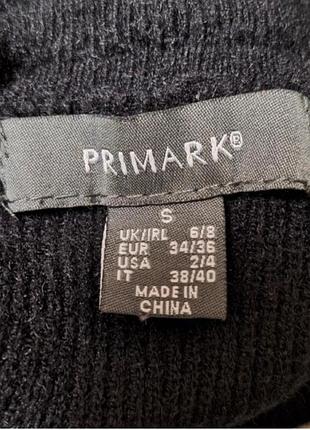 PRIMARK®
S
UK/IRL 6/8
EUR 34/36
USA 2/4
IT 38/40
MADE IN
CHINA